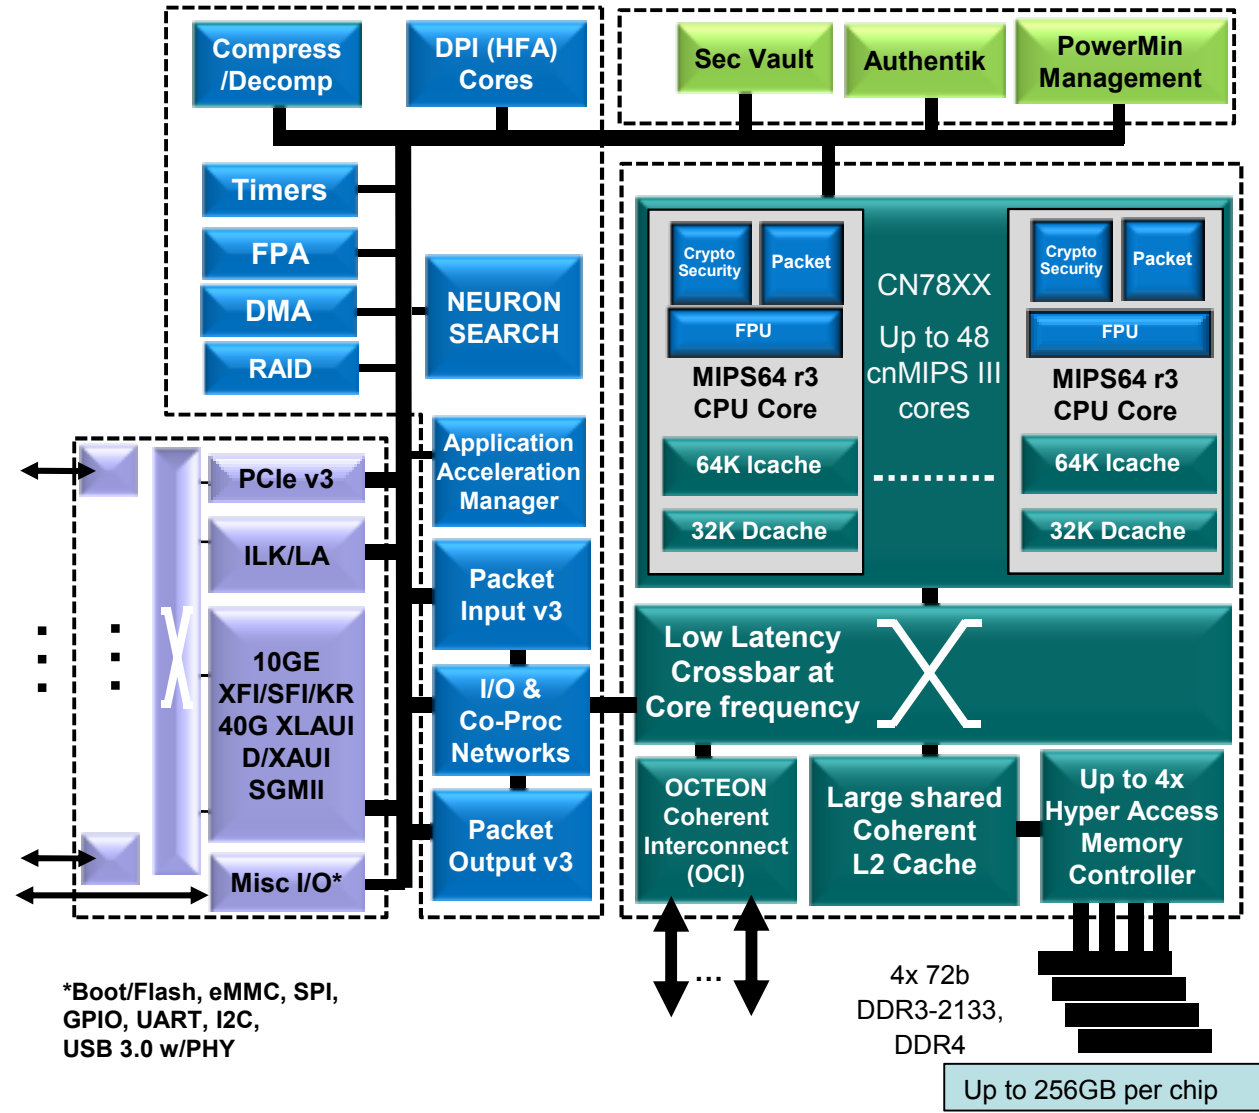 Compress
/Decomp
DPI (HFA)
Cores
Sec Vault
Authentik
PowerMin
Management
Timers
FPA
DMA
RAID
NEURON
SEARCH
Crypto
Security
Packet
FPU
MIPS64 r3
CPU Core
64K Icache
32K Dcache
CN78XX
Up to 48
cnMIPS III
cores
Crypto
Security
Packet
FPU
MIPS64 r3
CPU Core
64K Icache
32K Dcache
Application
Acceleration
Manager
PCIe v3
ILK/LA
10GE
XFI/SFI/KR
40G XLAUI
D/XAUI
SGMII
Misc I/O*
Packet
Input v3
I/O &
Co-Proc
Networks
Packet
Output v3
Low Latency
Crossbar at
Core frequency
OCTEON
Coherent
Interconnect
(OCI)
Large shared
Coherent
L2 Cache
Up to 4x
Hyper Access
Memory
Controller
...
4x 72b
DDR3-2133,
DDR4
Up to 256GB per chip
*Boot/Flash, eMMC, SPI,
GPIO, UART, I2C,
USB 3.0 w/PHY